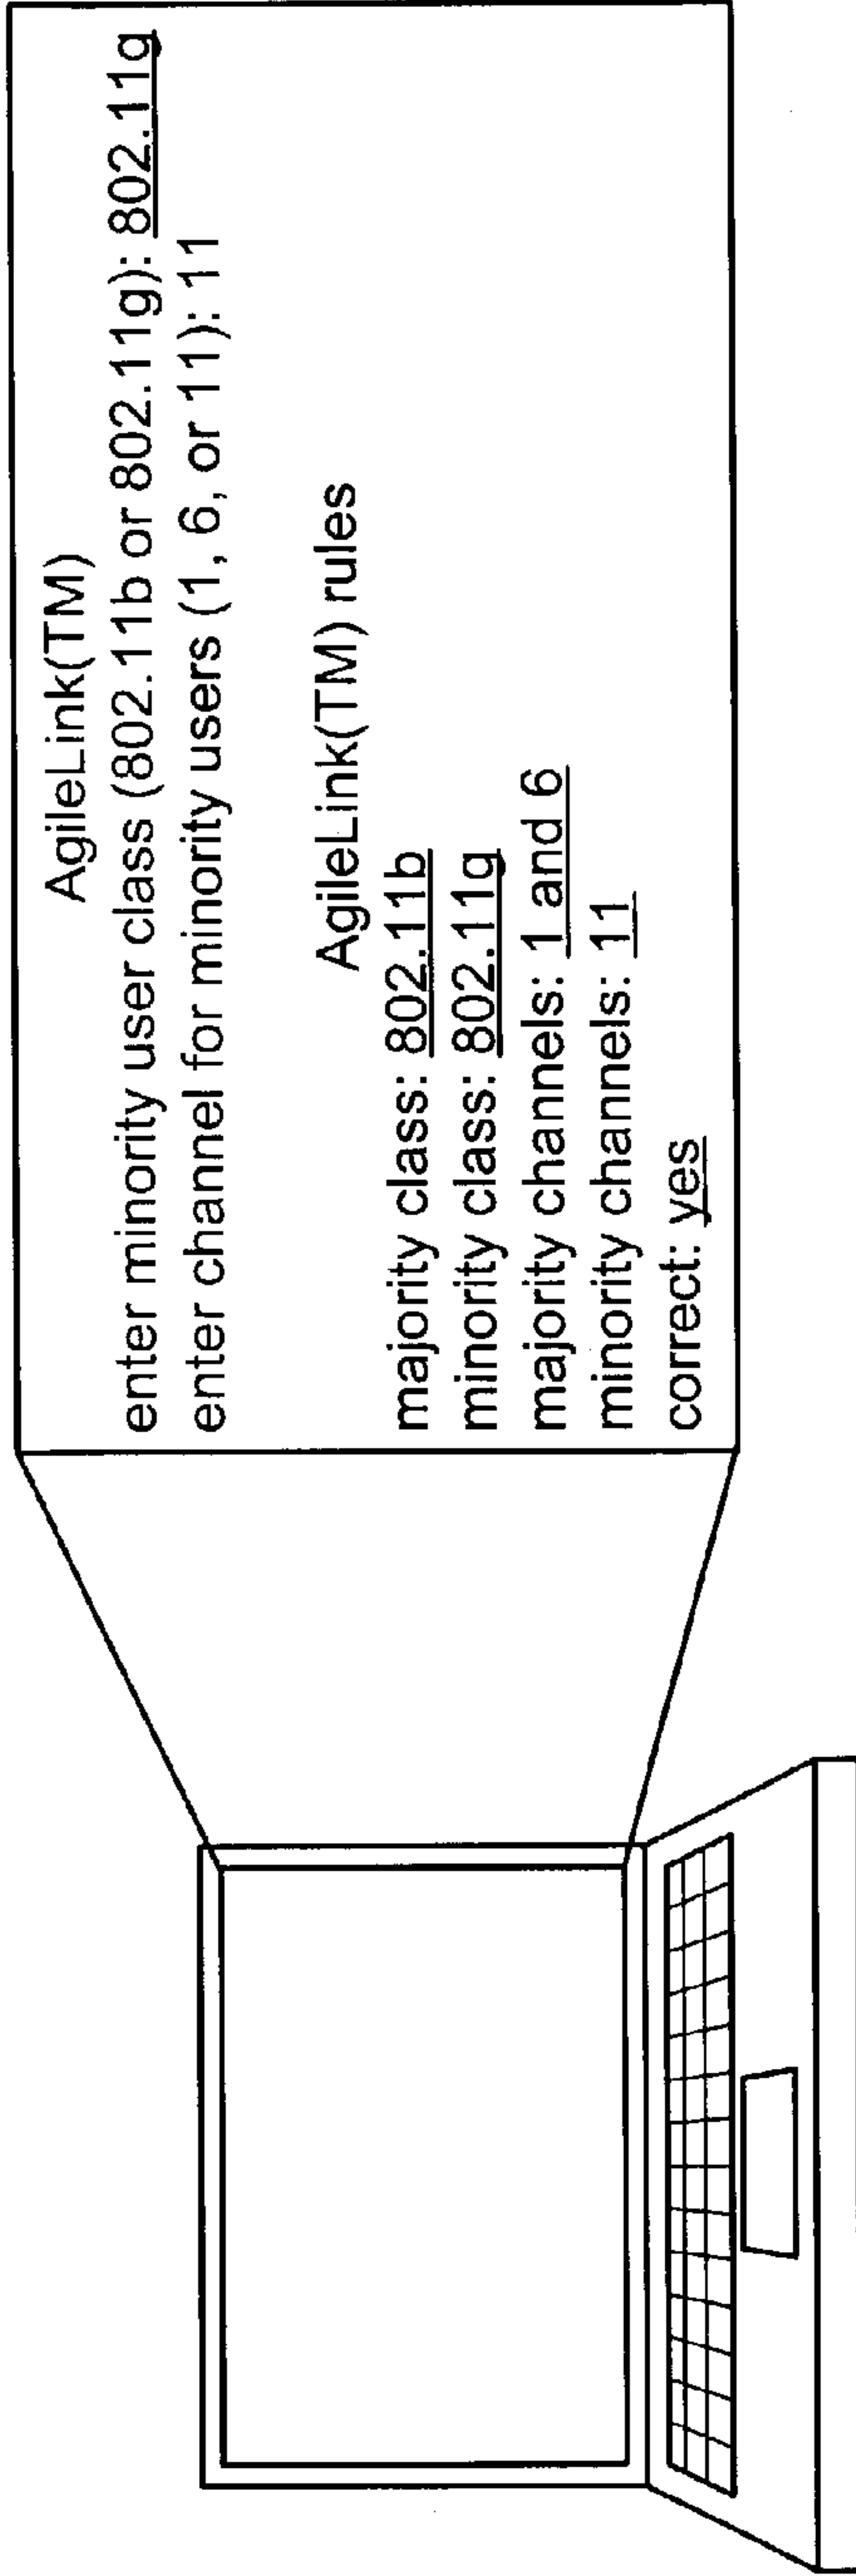 AgileLink(TM)
enter minority user class (802.11b or 802.11g): 802.11g
enter channel for minority users (1, 6, or 11): 11
AgileLink(TM) rules
majority class: 802.11b
minority class: 802.11g
majority channels: 1 and 6
minority channels: 11
correct: yes